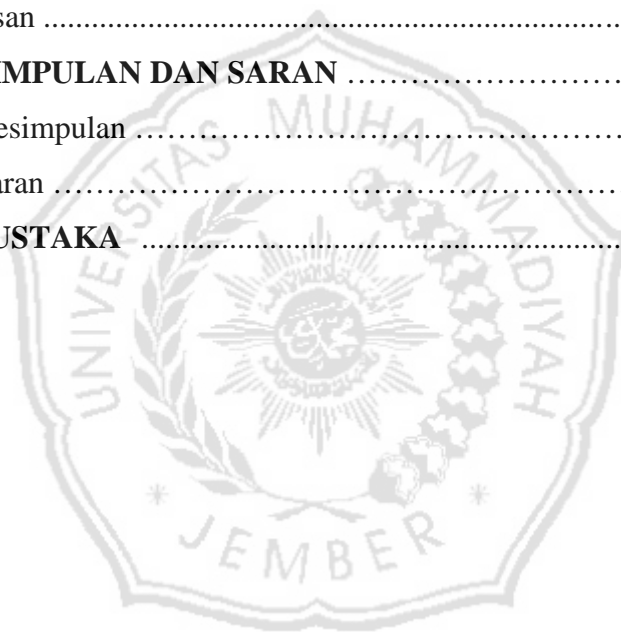 san ................................................................................
IMPULAN DAN SARAN ……………………
esimpulan …………………………………………
aran ………………………………………………
USTAKA ................................................................
UNIVERSITAS MUHAMMADIYAH
JEMBER